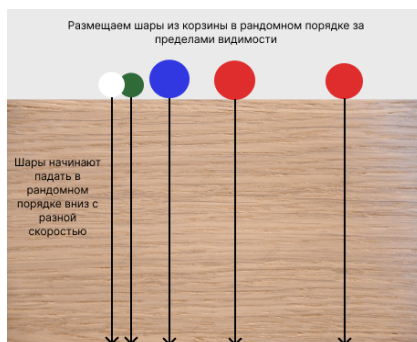 Размещаем шары из корзины в рандомном порядке за
пределами видимости
Шары начинают
падать в
рандомном
порядке вниз с
разной
скоростью